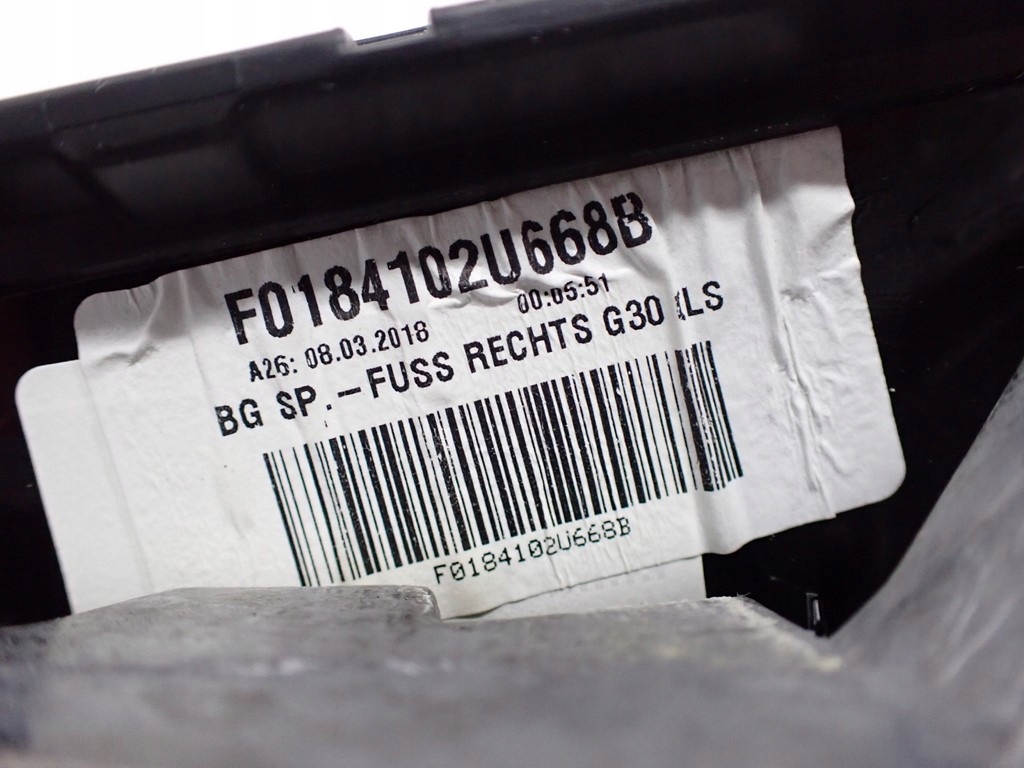 F0184102U668B
A26: 08.03.2018 00:05:51
BG SP.-FUSS RECHTS G30 (LS
F0184102U668B